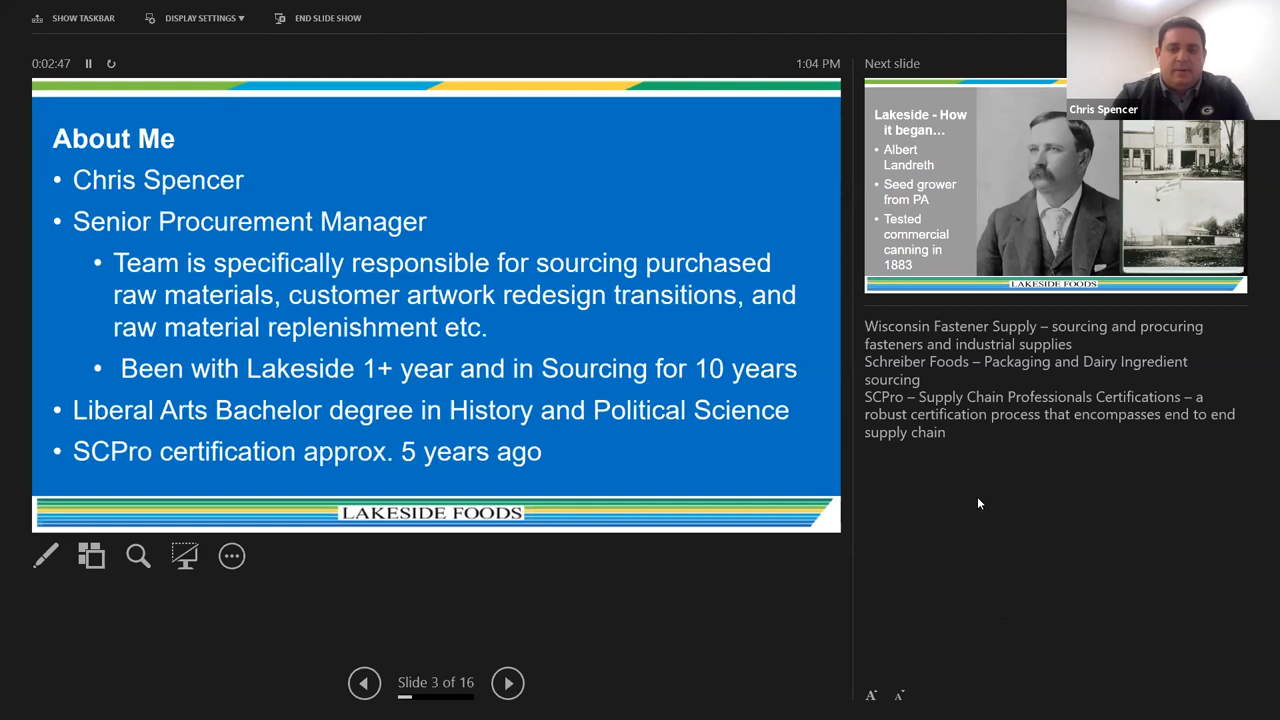 SHOW TASKBAR
DISPLAY SETTINGS ▼
END SLIDE SHOW
0:02:47
1:04 PM
About Me
• Chris Spencer
• Senior Procurement Manager
• Team is specifically responsible for sourcing purchased
raw materials, customer artwork redesign transitions, and
raw material replenishment etc.
• Been with Lakeside 1+ year and in Sourcing for 10 years
• Liberal Arts Bachelor degree in History and Political Science
• SCPro certification approx. 5 years ago
LAKESIDE FOODS
Slide 3 of 16
Next slide
Chris Spencer
G
Lakeside - How
it began…
• Albert
Landreth
• Seed grower
from PA
• Tested
commercial
canning in
1883
LAKESIDE FOODS
Wisconsin Fastener Supply – sourcing and procuring
fasteners and industrial supplies
Schreiber Foods – Packaging and Dairy Ingredient
sourcing
SCPro – Supply Chain Professionals Certifications – a
robust certification process that encompasses end to end
supply chain
A A